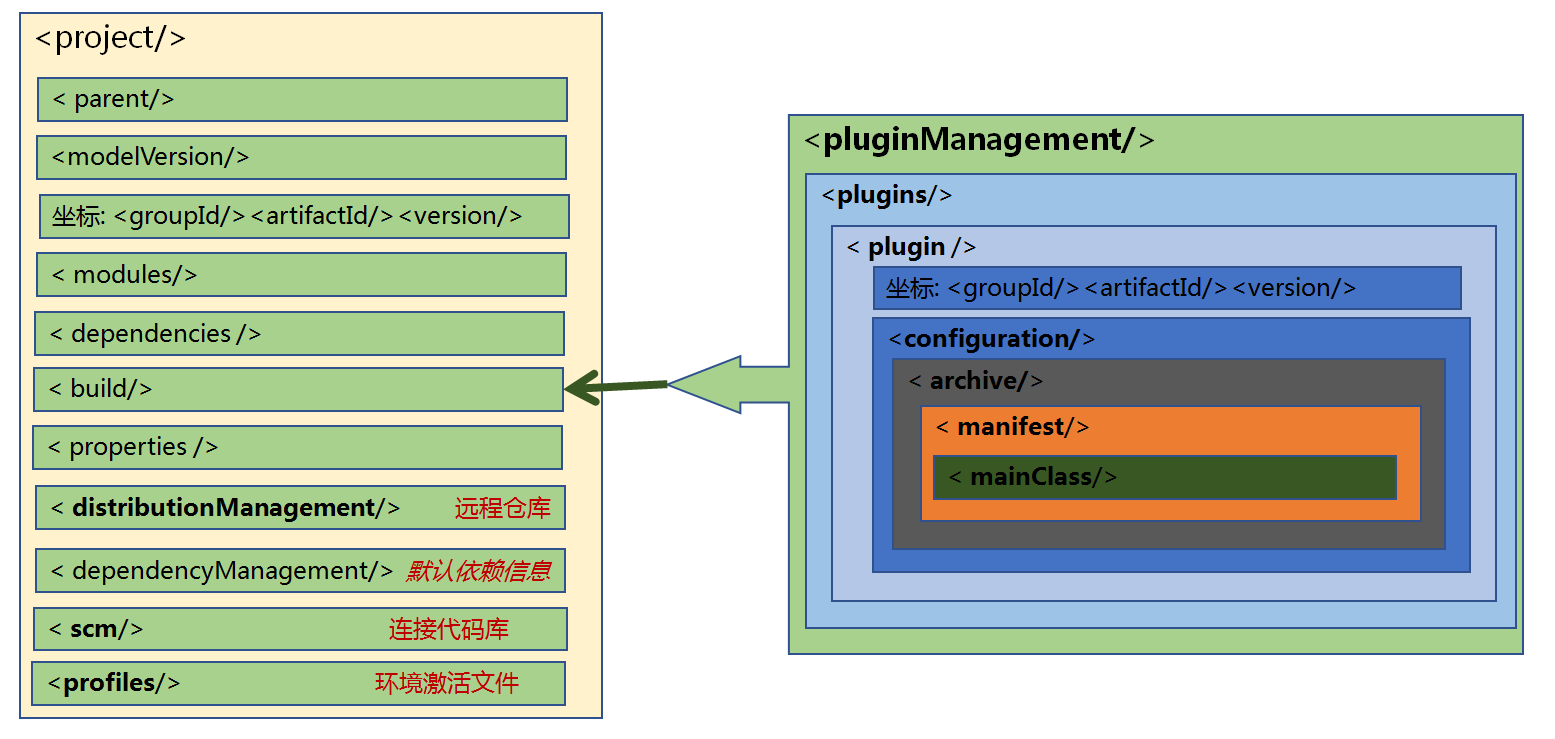 <project/>
< parent/>
<modelVersion/>
坐标: <groupId/><artifactId/><version/>
< modules/>
< dependencies />
< build/>
< properties />
< distributionManagement/> 远程仓库
< dependencyManagement/> 默认依赖信息
< scm/> 连接代码库
<profiles/> 环境激活文件
<pluginManagement/>
<plugins/>
< plugin />
坐标: <groupId/><artifactId/><version/>
<configuration/>
< archive/>
< manifest/>
< mainClass/>